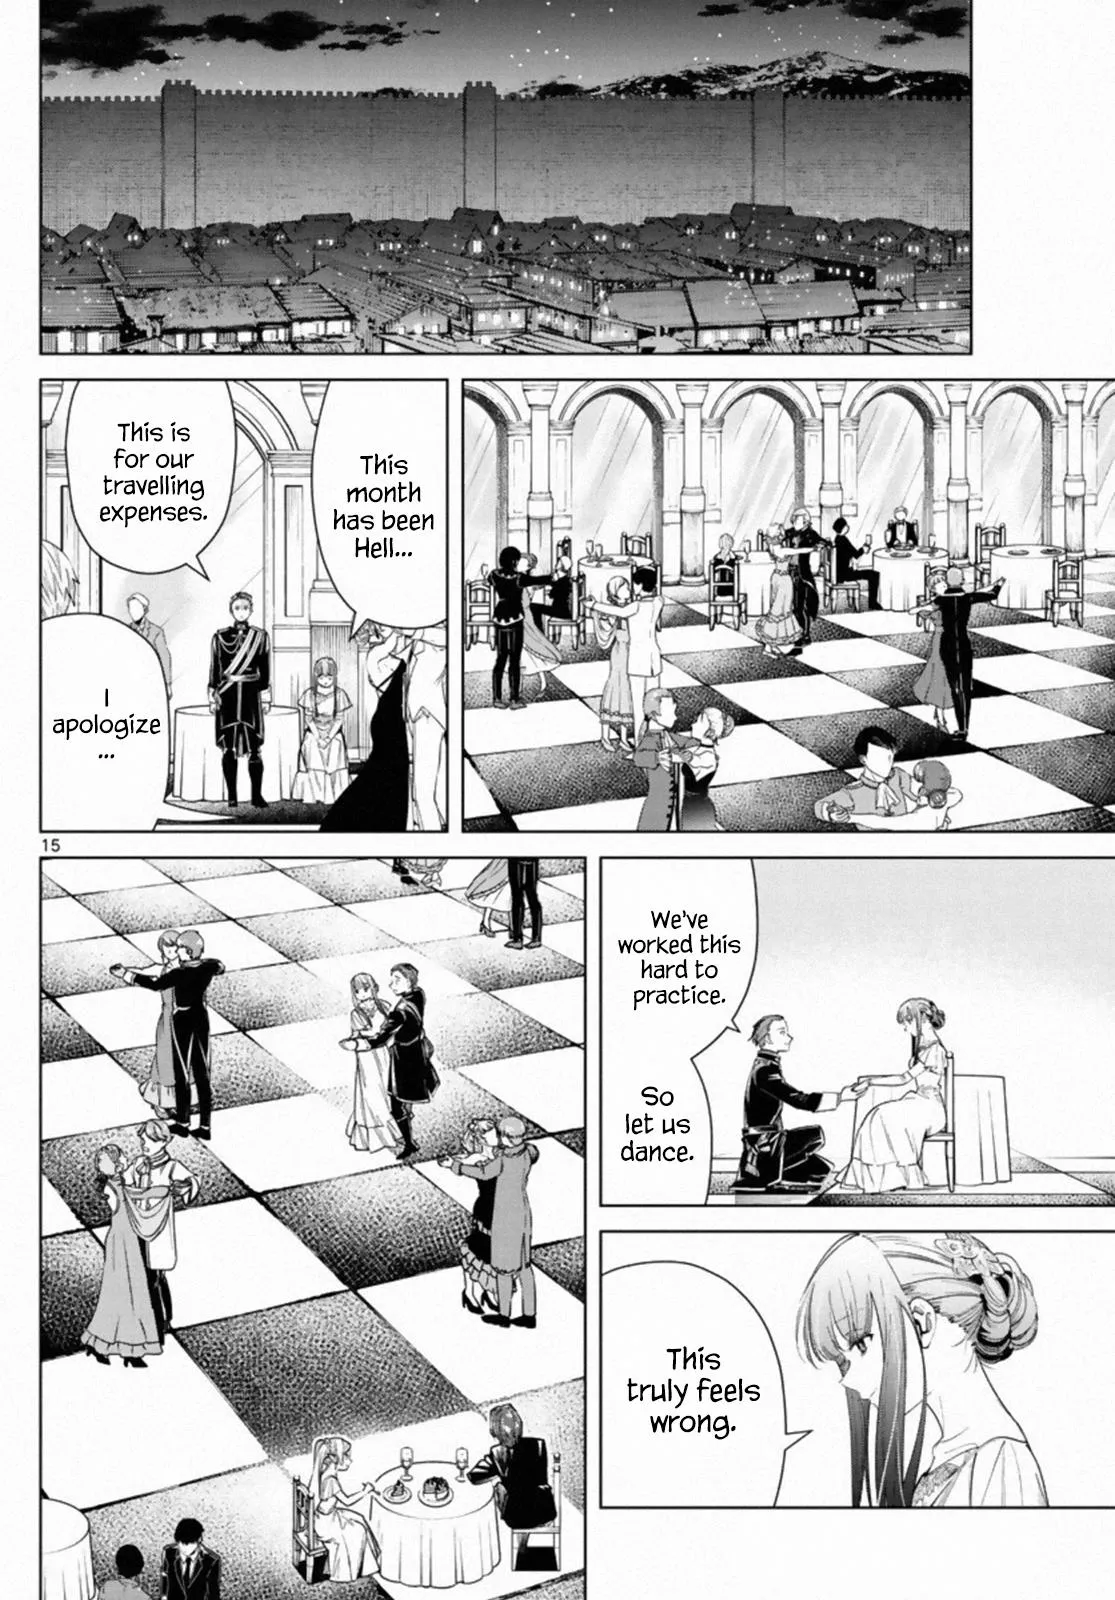 This
month
has been
Hell...
This is
for our
travelling
expenses.
I
apologize
...
15
We've
worked this
hard to
practice.
So
let us
dance.
This
truly feels
wrong.